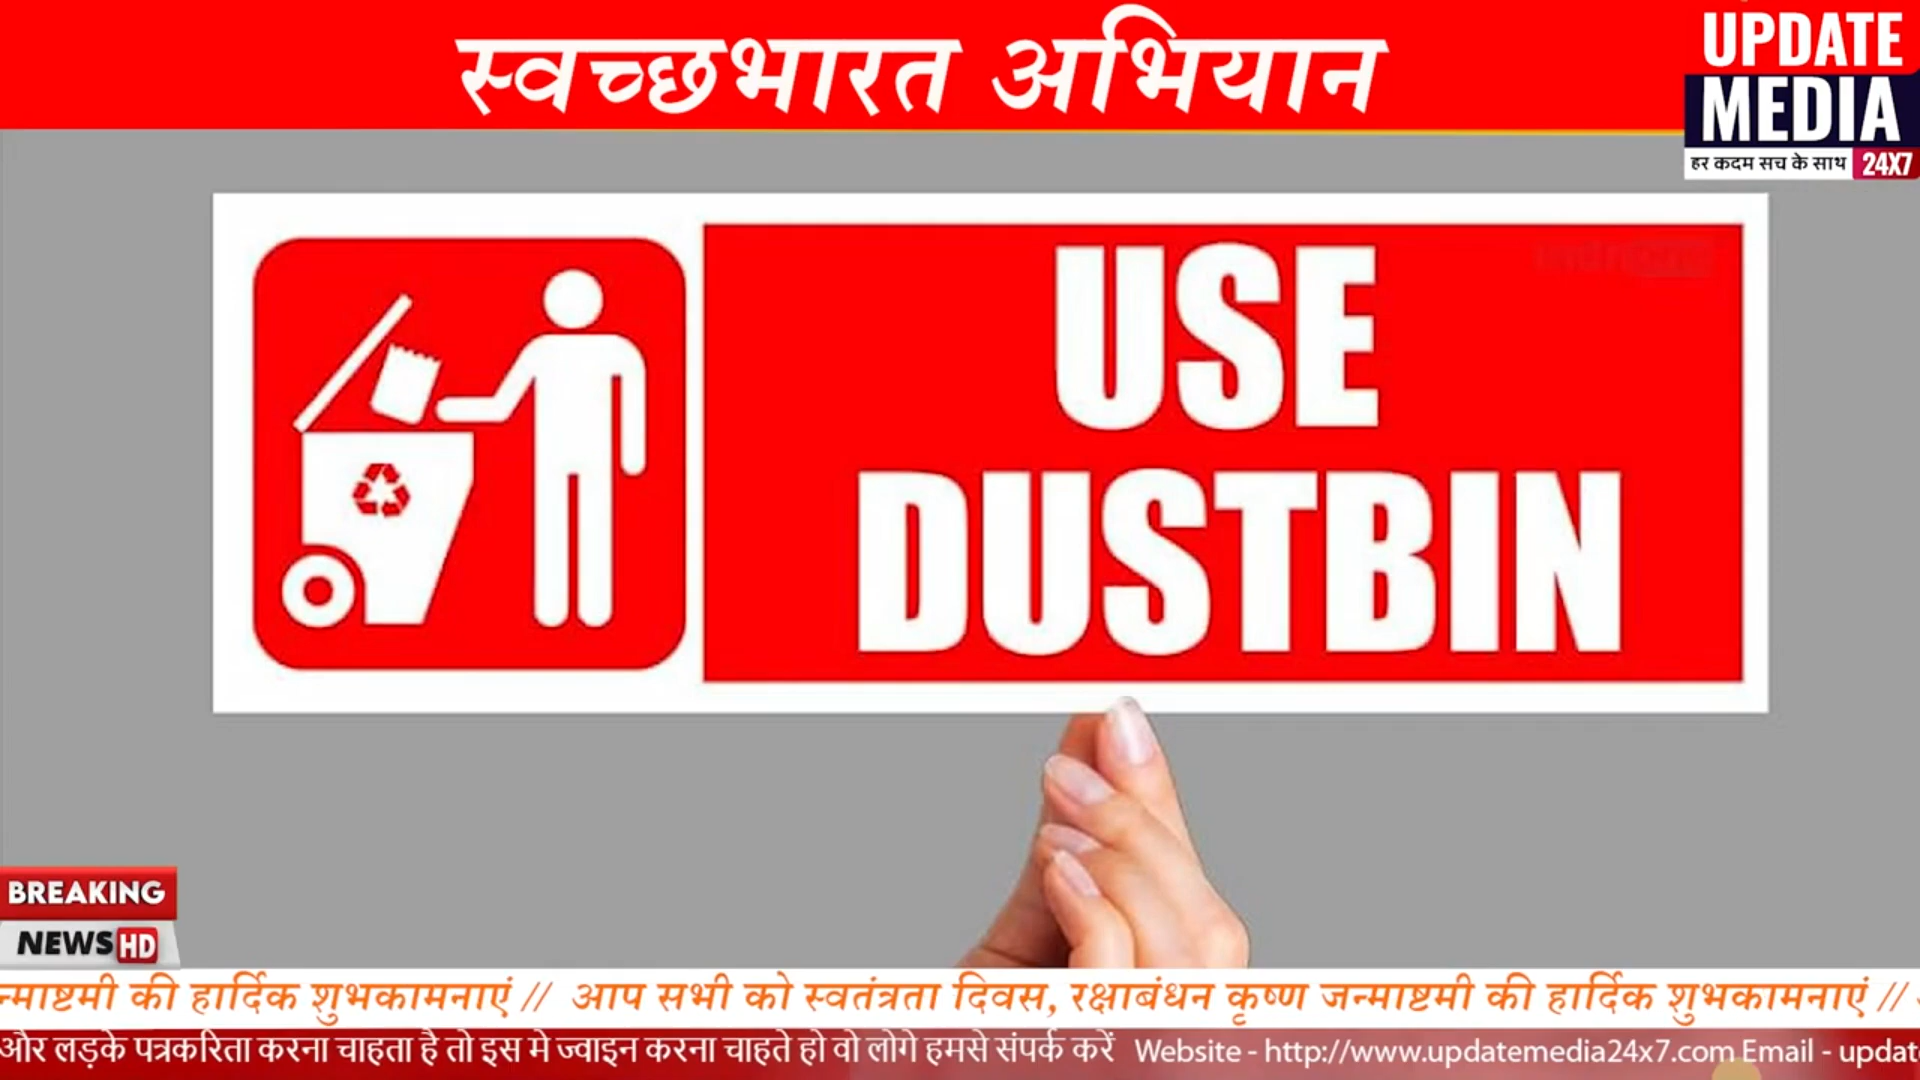 स्वच्छभारत अभियान
UPDATE
MEDIA
हर कदम सच के साथ 24X7
USE
DUSTBIN
BREAKING
NEWS HD
न्माष्टमी की हार्दिक शुभकामनाएं // आप सभी को स्वतंत्रता दिवस, रक्षाबंधन कृष्ण जन्माष्टमी की हार्दिक शुभकामनाएं //
और लड़के पत्रकरिता करना चाहता है तो इस मे ज्वाइन करना चाहते हो वो लोगे हमसे संपर्क करें Website - http://www.updatemedia24x7.com Email - updat